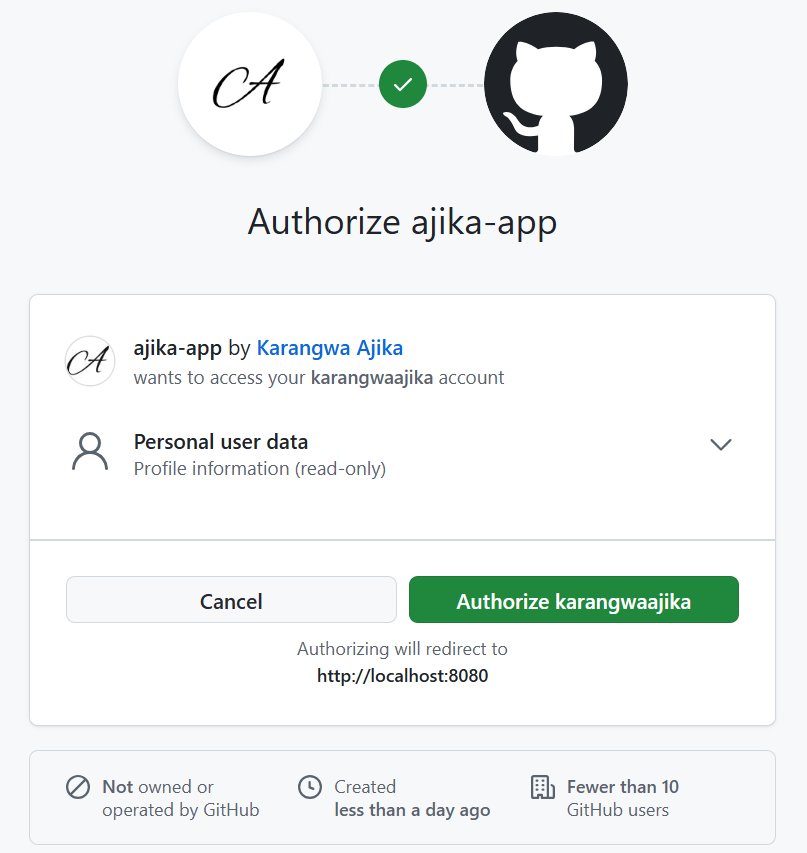 A
Authorize ajika-app
A
ajika-app by Karangwa Ajika
wants to access your karangwaajika account
Personal user data
Profile information (read-only)
Cancel
Authorize karangwaajika
Authorizing will redirect to
http://localhost:8080
Not owned or
operated by GitHub
Created
less than a day ago
Fewer than 10
GitHub users